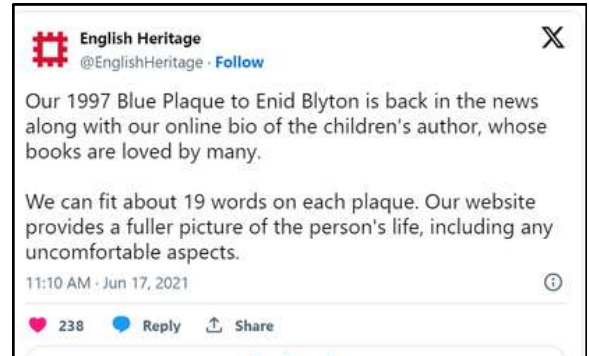 English Heritage
@EnglishHeritage · Follow
Our 1997 Blue Plaque to Enid Blyton is back in the news
along with our online bio of the children's author, whose
books are loved by many.
We can fit about 19 words on each plaque. Our website
provides a fuller picture of the person's life, including any
uncomfortable aspects.
11:10 AM · Jun 17, 2021
238 Reply Share